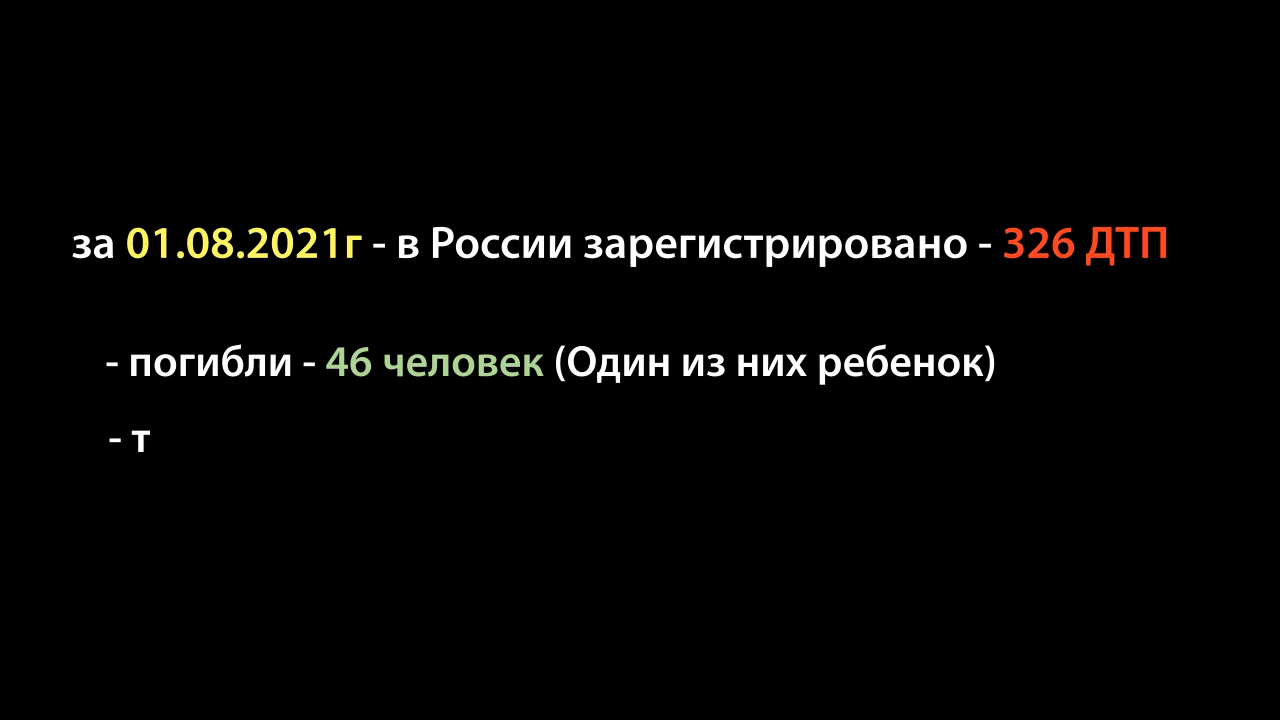 за 01.08.2021г - в России зарегистрировано - 326 ДТП
- погибли - 46 человек (Один из них ребенок)
- т